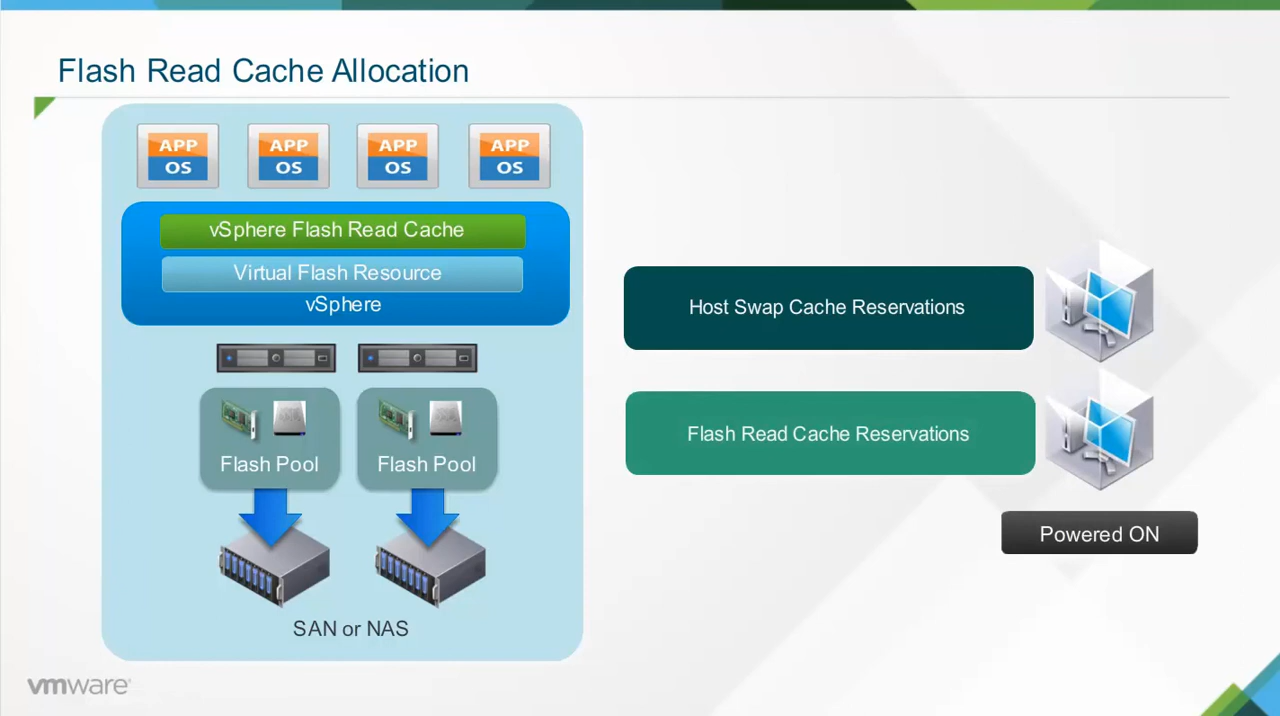 Flash Read Cache Allocation
APP
OS
APP
OS
APP
OS
APP
OS
vSphere Flash Read Cache
Virtual Flash Resource
vSphere
Flash Pool
Flash Pool
SAN or NAS
Host Swap Cache Reservations
Flash Read Cache Reservations
Powered ON
vmware